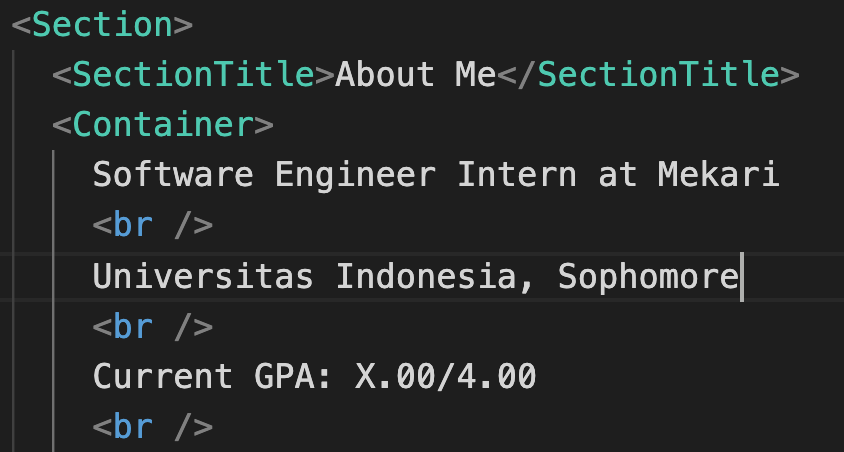 <Section>
<SectionTitle>About Me</SectionTitle>
<Container>
Software Engineer Intern at Mekari
<br />
Universitas Indonesia, Sophomore
<br />
Current GPA: X.00/4.00
<br />